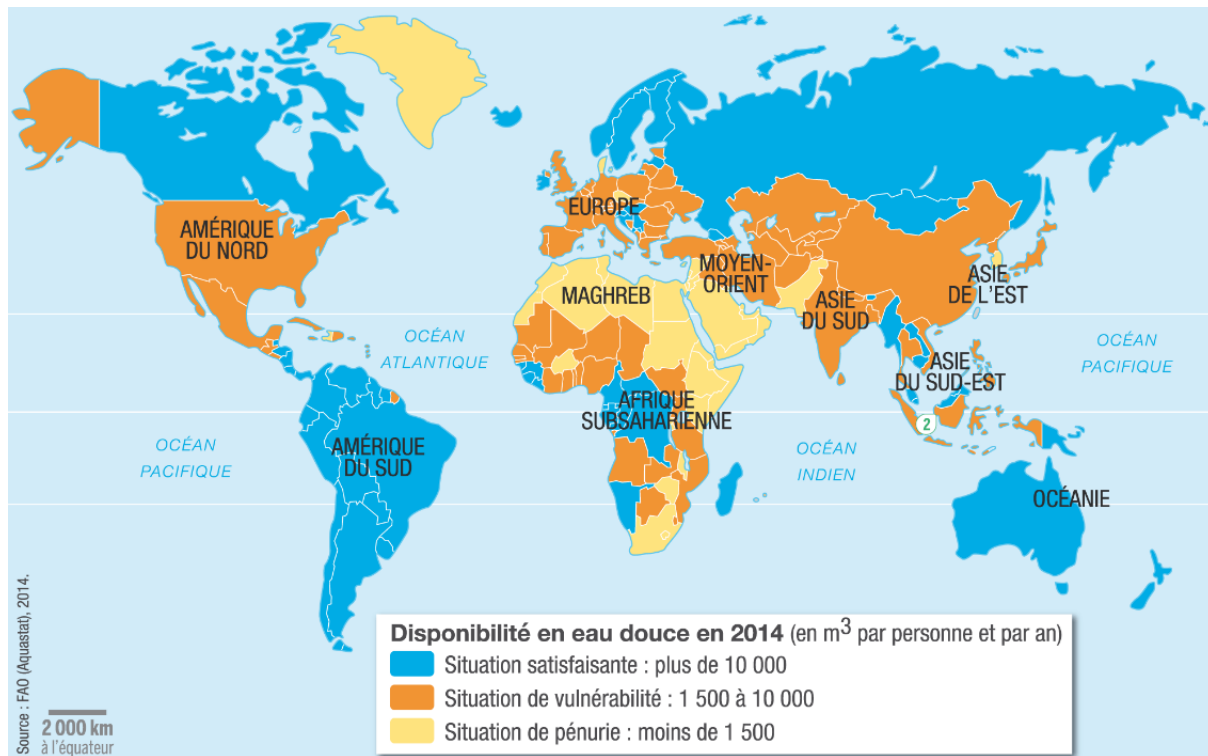 AMÉRIQUE
DU NORD
EUROPE
MOYEN-
ORIENT
MAGHREB
ASIE
DU SUD
ASIE
DE L'EST
OCÉAN
ATLANTIQUE
OCÉAN
PACIFIQUE
ASIE
DU SUD-EST
AFRIQUE
SUBSAHARIENNE
2
OCÉAN
PACIFIQUE
AMÉRIQUE
DU SUD
OCÉAN
INDIEN
OCÉANIE
Source : FAO (Aquastat), 2014.
2 000 km
à l'équateur
Disponibilité en eau douce en 2014 (en m³ par personne et par an)
Situation satisfaisante : plus de 10 000
Situation de vulnérabilité : 1 500 à 10 000
Situation de pénurie : moins de 1 500